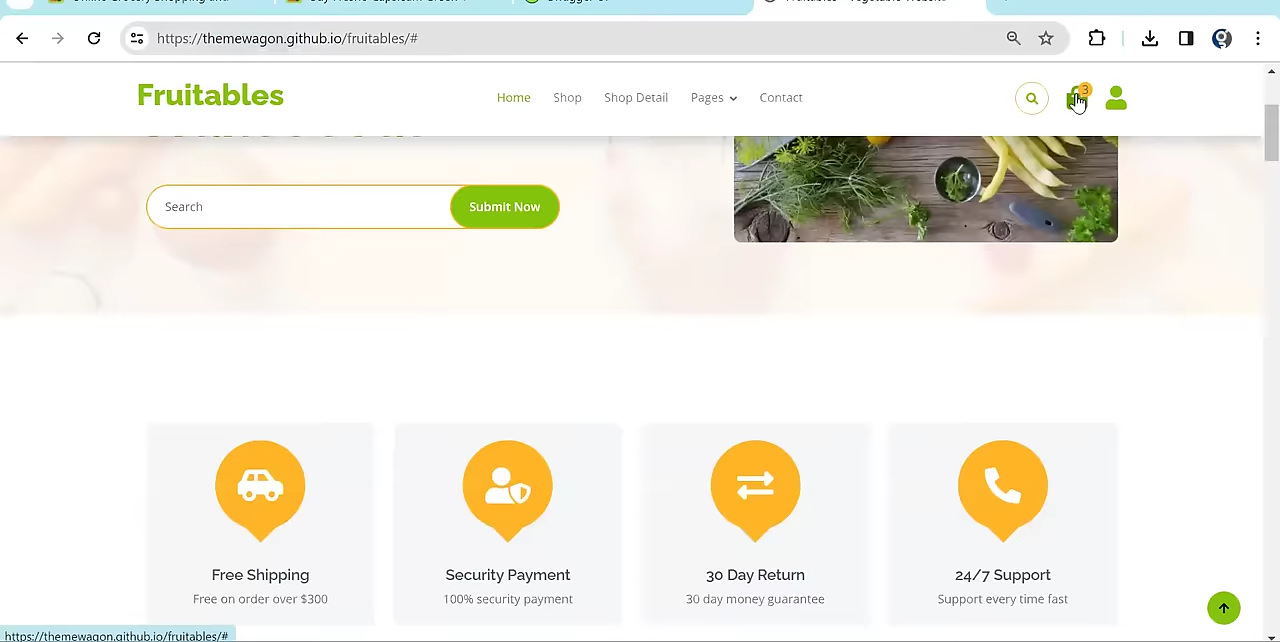 https://themewagon.github.io/fruitables/#
Fruitables
Home
Shop
Shop Detail
Pages
Contact
3
Search
Submit Now
Free Shipping
Free on order over $300
Security Payment
100% security payment
30 Day Return
30 day money guarantee
24/7 Support
Support every time fast
https://themewagon.github.io/fruitables/#